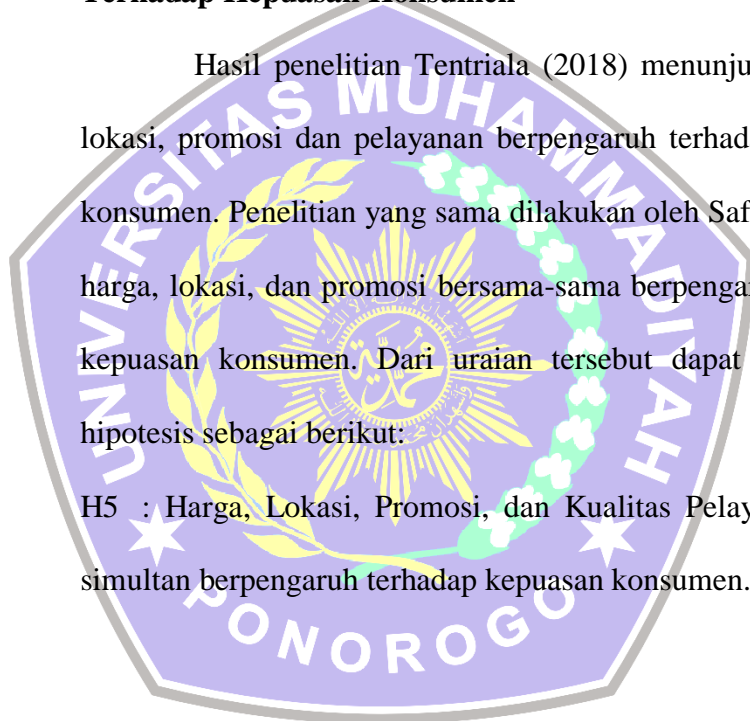 Terhadap Kepuasan Konsumen
Hasil penelitian Tentriala (2018) menunju
lokasi, promosi dan pelayanan berpengaruh terhad
konsumen. Penelitian yang sama dilakukan oleh Saf
harga, lokasi, dan promosi bersama-sama berpengar
kepuasan konsumen. Dari uraian tersebut dapat
hipotesis sebagai berikut:
H5 : Harga, Lokasi, Promosi, dan Kualitas Pelay
simultan berpengaruh terhadap kepuasan konsumen.
UNIVERSITAS MUHAMMADIYAH
PONOROGO